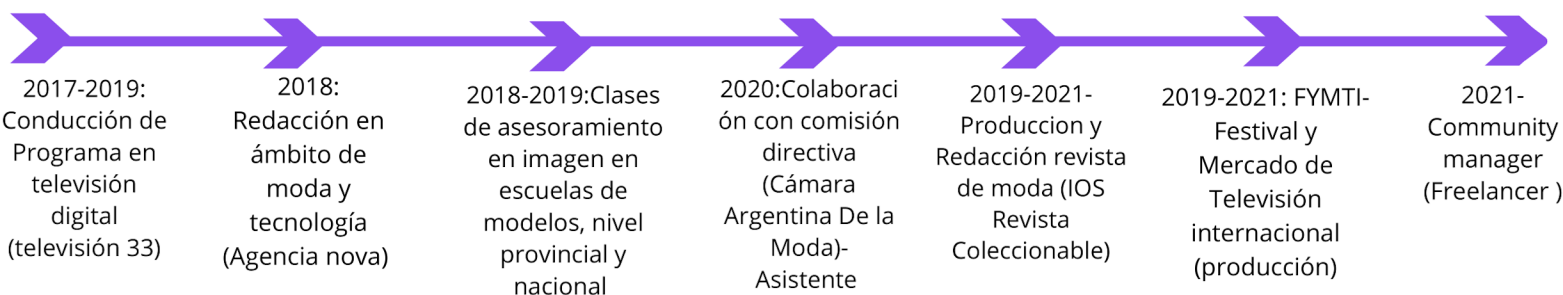 2017-2019:
Conducción de
Programa en
televisión
digital
(televisión 33)
2018:
Redacción en
ámbito de
moda y
tecnología
(Agencia nova)
2018-2019:Clases
de asesoramiento
en imagen en
escuelas de
modelos, nivel
provincial y
nacional
2020:Colaboraci
ón con comisión
directiva
(Cámara
Argentina De la
Moda)-
Asistente
2019-2021-
Produccion y
Redacción revista
de moda (IOS
Revista
Coleccionable)
2019-2021: FYMTI-
Festival y
Mercado de
Televisión
internacional
(producción)
2021-
Community
manager
(Freelancer )